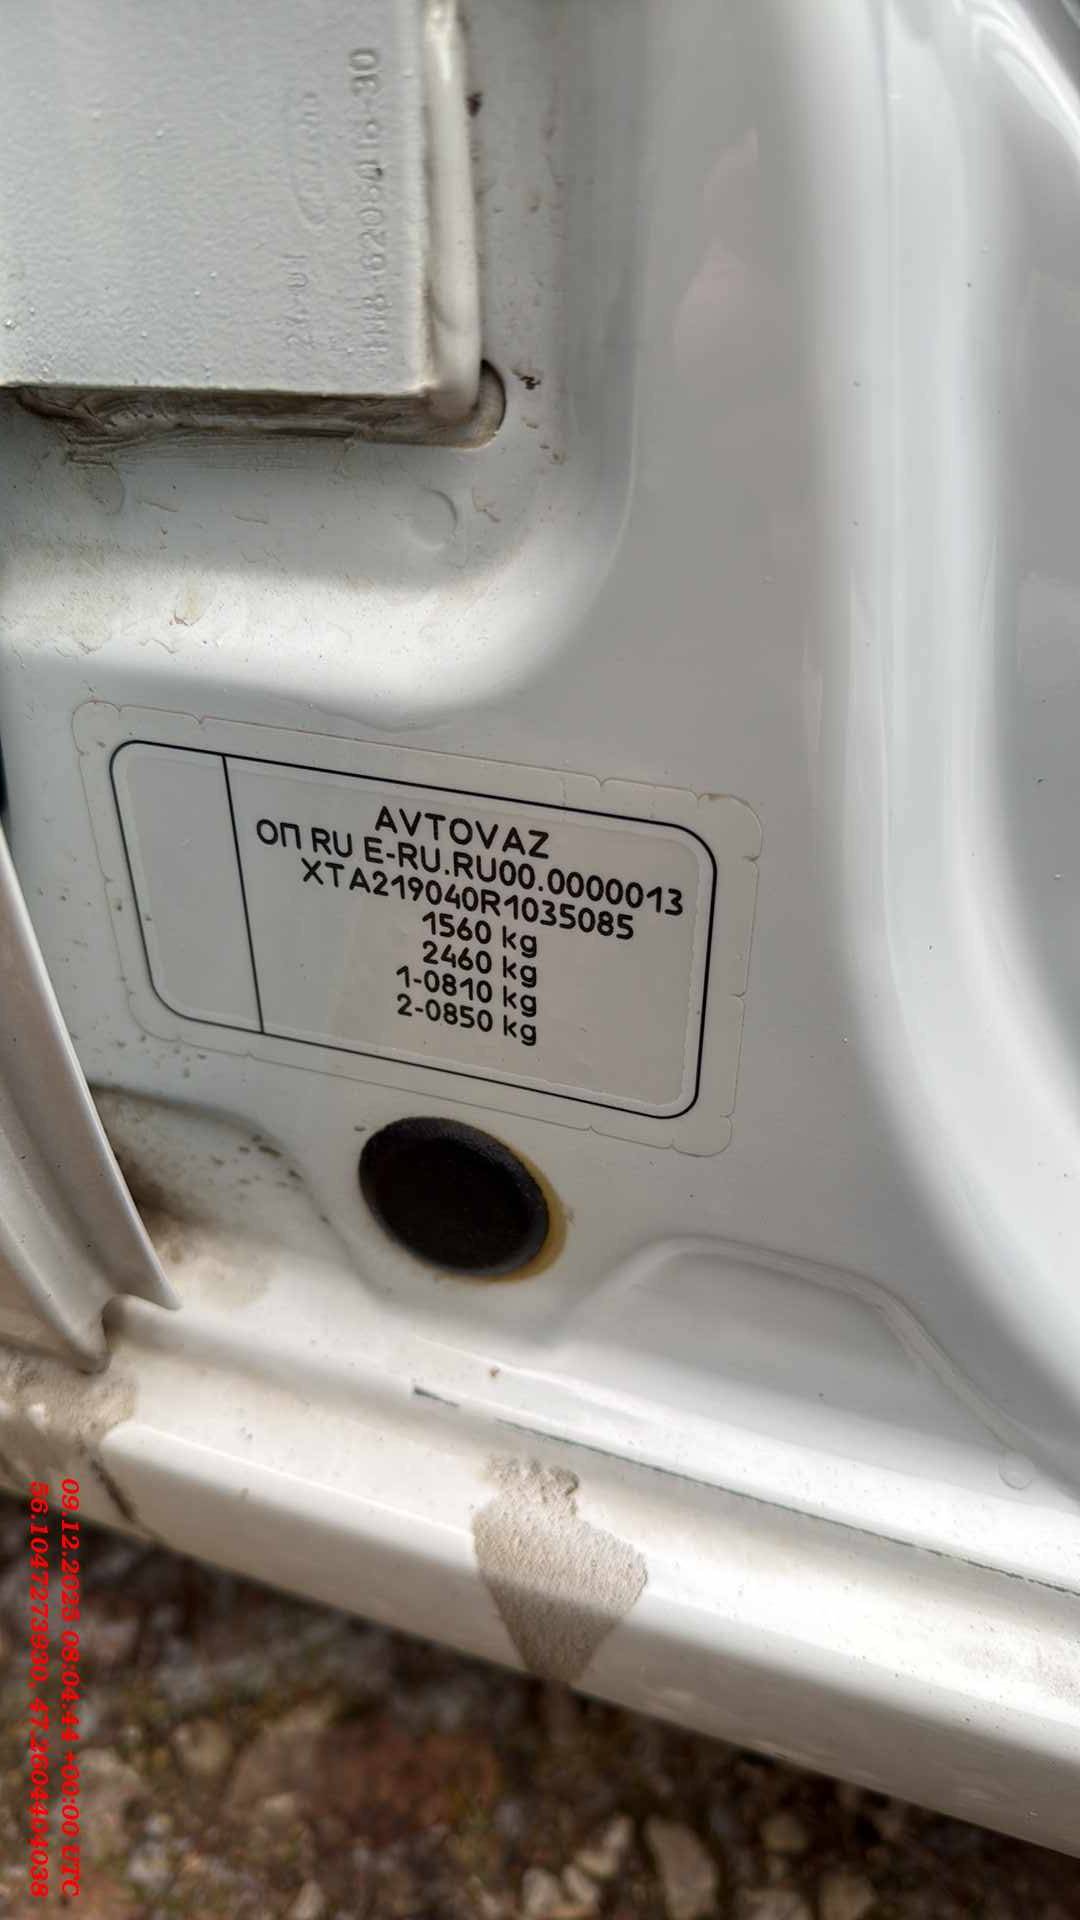 AVTOVAZ
ОП RU E-RU.RU00.0000013
XTA219040R1035085
1560 kg
2460 kg
1-0810 kg
2-0850 kg
09.12.2025 08:04:44 +00:00 UTC
56.104727393, 47.2604404038